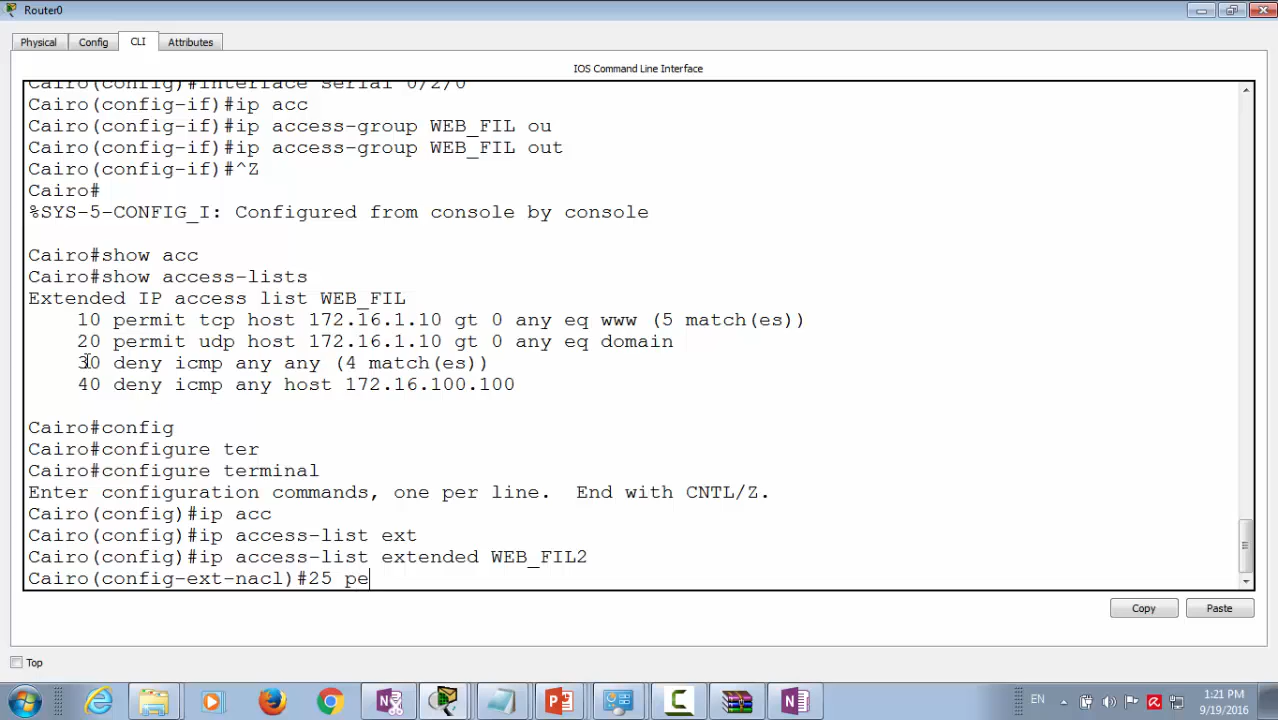 Router0
Physical Config CLI Attributes
IOS Command Line Interface
Cairo(config)#interface serial 0/2/0
Cairo(config-if)#ip acc
Cairo(config-if)#ip access-group WEB_FIL ou
Cairo(config-if)#ip access-group WEB_FIL out
Cairo(config-if)#^Z
Cairo#
%SYS-5-CONFIG_I: Configured from console by console
Cairo#show acc
Cairo#show access-lists
Extended IP access list WEB_FIL
10 permit tcp host 172.16.1.10 gt 0 any eq www (5 match(es))
20 permit udp host 172.16.1.10 gt 0 any eq domain
30 deny icmp any any (4 match(es))
40 deny icmp any host 172.16.100.100
Cairo#config
Cairo#configure ter
Cairo#configure terminal
Enter configuration commands, one per line. End with CNTL/Z.
Cairo(config)#ip acc
Cairo(config)#ip access-list ext
Cairo(config)#ip access-list extended WEB_FIL2
Cairo(config-ext-nacl)#25 pe
Copy Paste
Top
EN
1:21 PM
9/19/2016